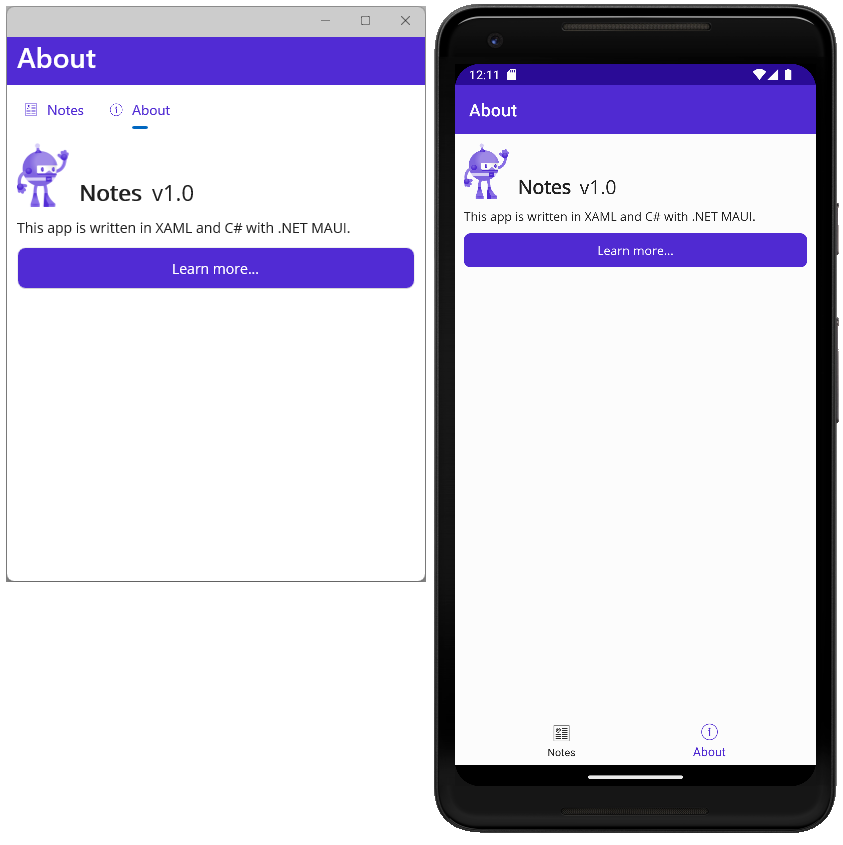 About
Notes About
Notes v1.0
This app is written in XAML and C# with .NET MAUI.
Learn more...
12:11
About
Notes v1.0
This app is written in XAML and C# with .NET MAUI.
Learn more...
Notes About